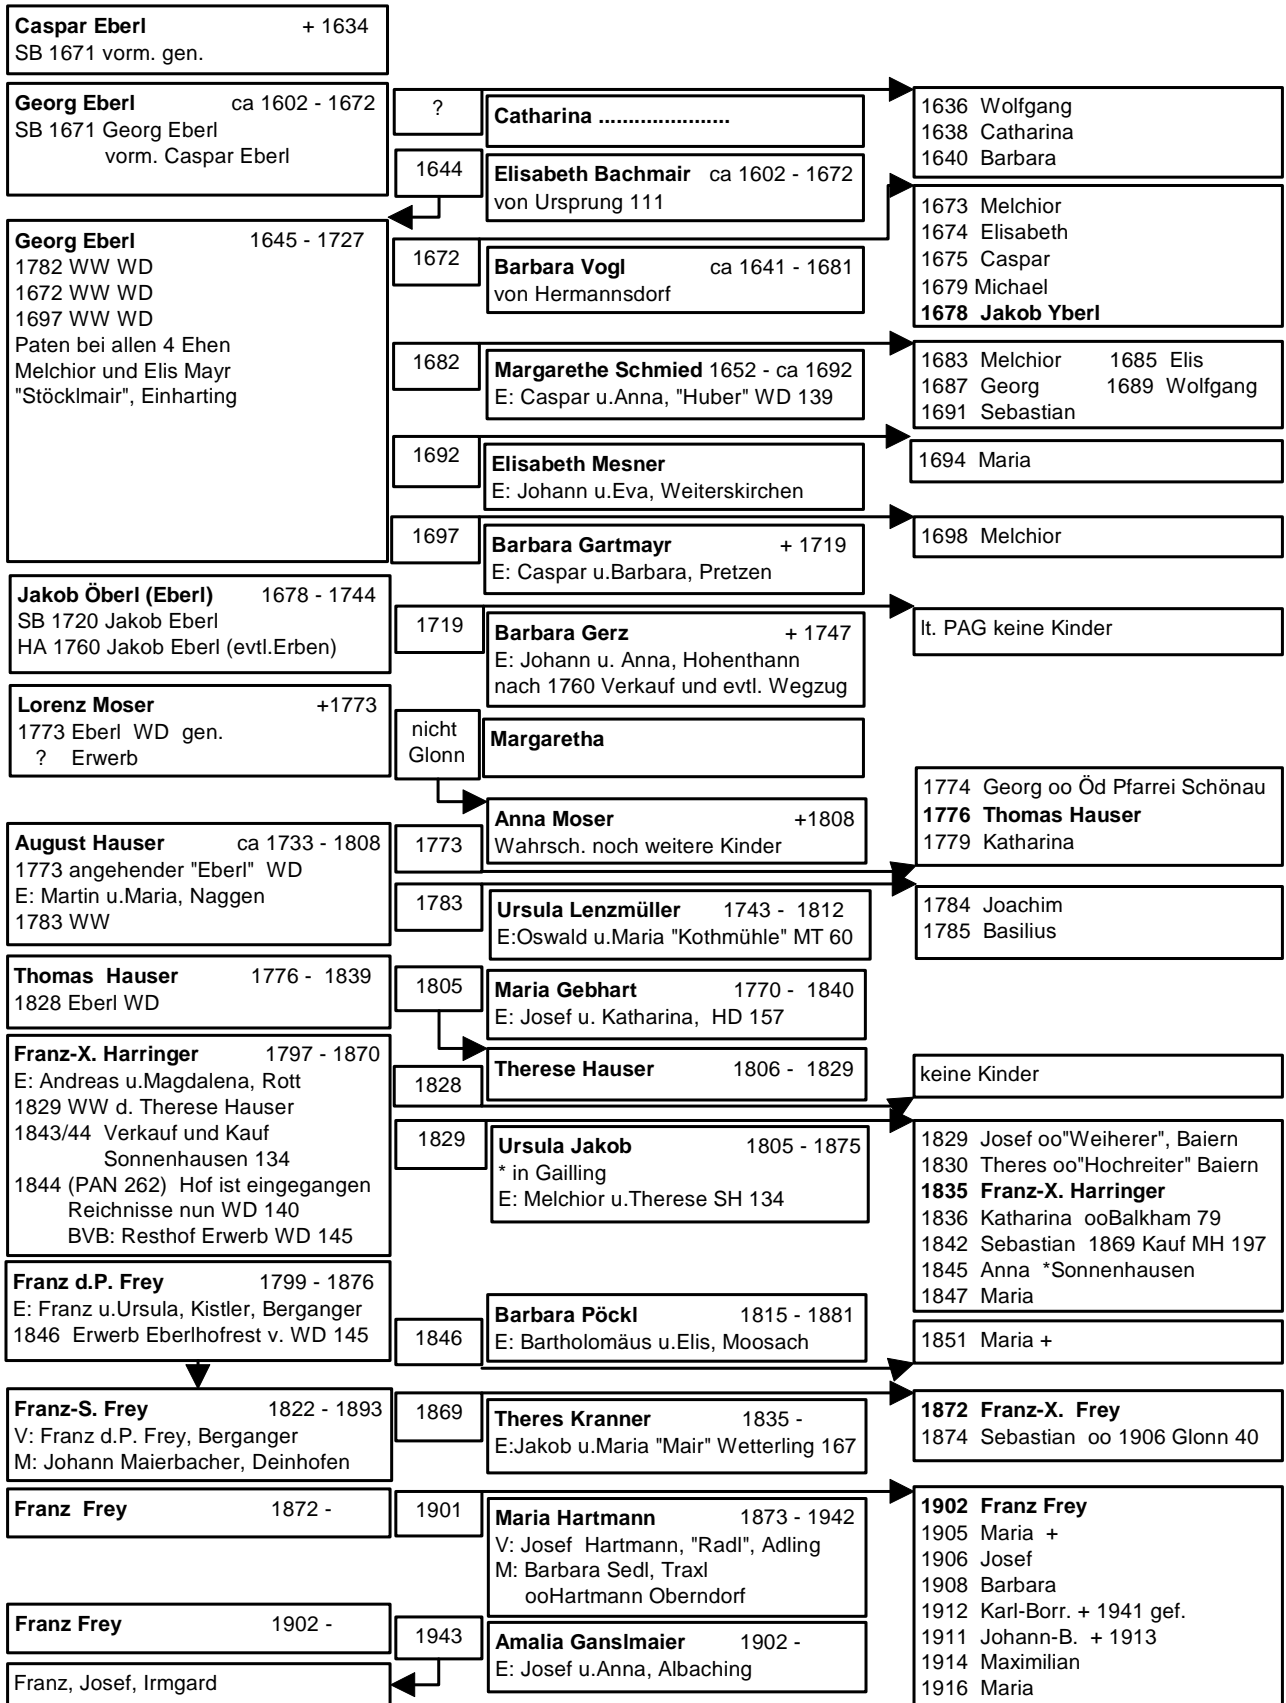 Caspar Eberl + 1634
SB 1671 vorm. gen.
Georg Eberl ca 1602 - 1672
SB 1671 Georg Eberl
vorm. Caspar Eberl
?
Catharina ......................
1636 Wolfgang
1638 Catharina
1640 Barbara
1644
Elisabeth Bachmair ca 1602 - 1672
von Ursprung 111
Georg Eberl 1645 - 1727
1782 WW WD
1672 WW WD
1697 WW WD
Paten bei allen 4 Ehen
Melchior und Elis Mayr
"Stöcklmair", Einharting
1672
Barbara Vogl ca 1641 - 1681
von Hermannsdorf
1673 Melchior
1674 Elisabeth
1675 Caspar
1679 Michael
1678 Jakob Yberl
1682
Margarethe Schmied 1652 - ca 1692
E: Caspar u.Anna, "Huber" WD 139
1683 Melchior 1685 Elis
1687 Georg 1689 Wolfgang
1691 Sebastian
1692
Elisabeth Mesner
E: Johann u.Eva, Weiterskirchen
1694 Maria
1697
Barbara Gartmayr + 1719
E: Caspar u.Barbara, Pretzen
1698 Melchior
Jakob Öberl (Eberl) 1678 - 1744
SB 1720 Jakob Eberl
HA 1760 Jakob Eberl (evtl.Erben)
1719
Barbara Gerz + 1747
E: Johann u. Anna, Hohenthann
nach 1760 Verkauf und evtl. Wegzug
lt. PAG keine Kinder
Lorenz Moser +1773
1773 Eberl WD gen.
? Erwerb
nicht
Glonn
Margaretha
Anna Moser +1808
Wahrsch. noch weitere Kinder
1774 Georg oo Öd Pfarrei Schönau
1776 Thomas Hauser
1779 Katharina
August Hauser ca 1733 - 1808
1773 angehender "Eberl" WD
E: Martin u.Maria, Naggen
1783 WW
1773
1783
Ursula Lenzmüller 1743 - 1812
E:Oswald u.Maria "Kothmühle" MT 60
1784 Joachim
1785 Basilius
Thomas Hauser 1776 - 1839
1828 Eberl WD
1805
Maria Gebhart 1770 - 1840
E: Josef u. Katharina, HD 157
Therese Hauser 1806 - 1829
Franz-X. Harringer 1797 - 1870
E: Andreas u.Magdalena, Rott
1829 WW d. Therese Hauser
1843/44 Verkauf und Kauf
Sonnenhausen 134
1844 (PAN 262) Hof ist eingegangen
Reichnisse nun WD 140
BVB: Resthof Erwerb WD 145
1828
keine Kinder
1829
Ursula Jakob 1805 - 1875
* in Gailling
E: Melchior u.Therese SH 134
1829 Josef oo"Weiherer", Baiern
1830 Theres oo"Hochreiter" Baiern
1835 Franz-X. Harringer
1836 Katharina ooBalkham 79
1842 Sebastian 1869 Kauf MH 197
1845 Anna *Sonnenhausen
1847 Maria
Franz d.P. Frey 1799 - 1876
E: Franz u.Ursula, Kistler, Berganger
1846 Erwerb Eberlhofrest v. WD 145
1846
Barbara Pöckl 1815 - 1881
E: Bartholomäus u.Elis, Moosach
1851 Maria +
Franz-S. Frey 1822 - 1893
V: Franz d.P. Frey, Berganger
M: Johann Maierbacher, Deinhofen
1869
Theres Kranner 1835 -
E:Jakob u.Maria "Mair" Wetterling 167
1872 Franz-X. Frey
1874 Sebastian oo 1906 Glonn 40
Franz Frey 1872 -
1901
Maria Hartmann 1873 - 1942
V: Josef Hartmann, "Radl", Adling
M: Barbara Sedl, Traxl
ooHartmann Oberndorf
1902 Franz Frey
1905 Maria +
1906 Josef
1908 Barbara
1912 Karl-Borr. + 1941 gef.
1911 Johann-B. + 1913
1914 Maximilian
1916 Maria
Franz Frey 1902 -
1943
Amalia Ganslmaier 1902 -
E: Josef u.Anna, Albaching
Franz, Josef, Irmgard